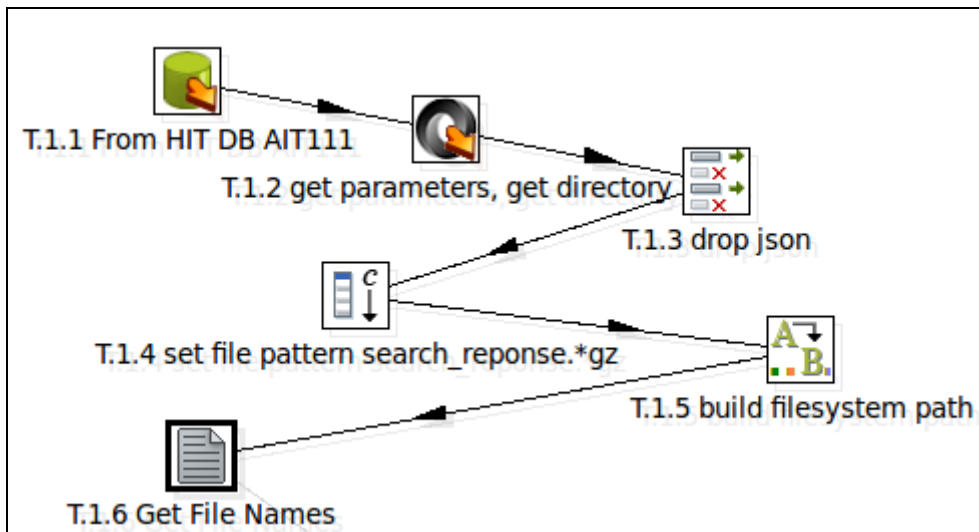 T.1.1 From HIT DB AIT111
T.1.2 get parameters, get directory
T.1.3 drop json
C
T.1.4 set file pattern search_reponse.*gz
A
B
T.1.5 build filesystem path
T.1.6 Get File Names